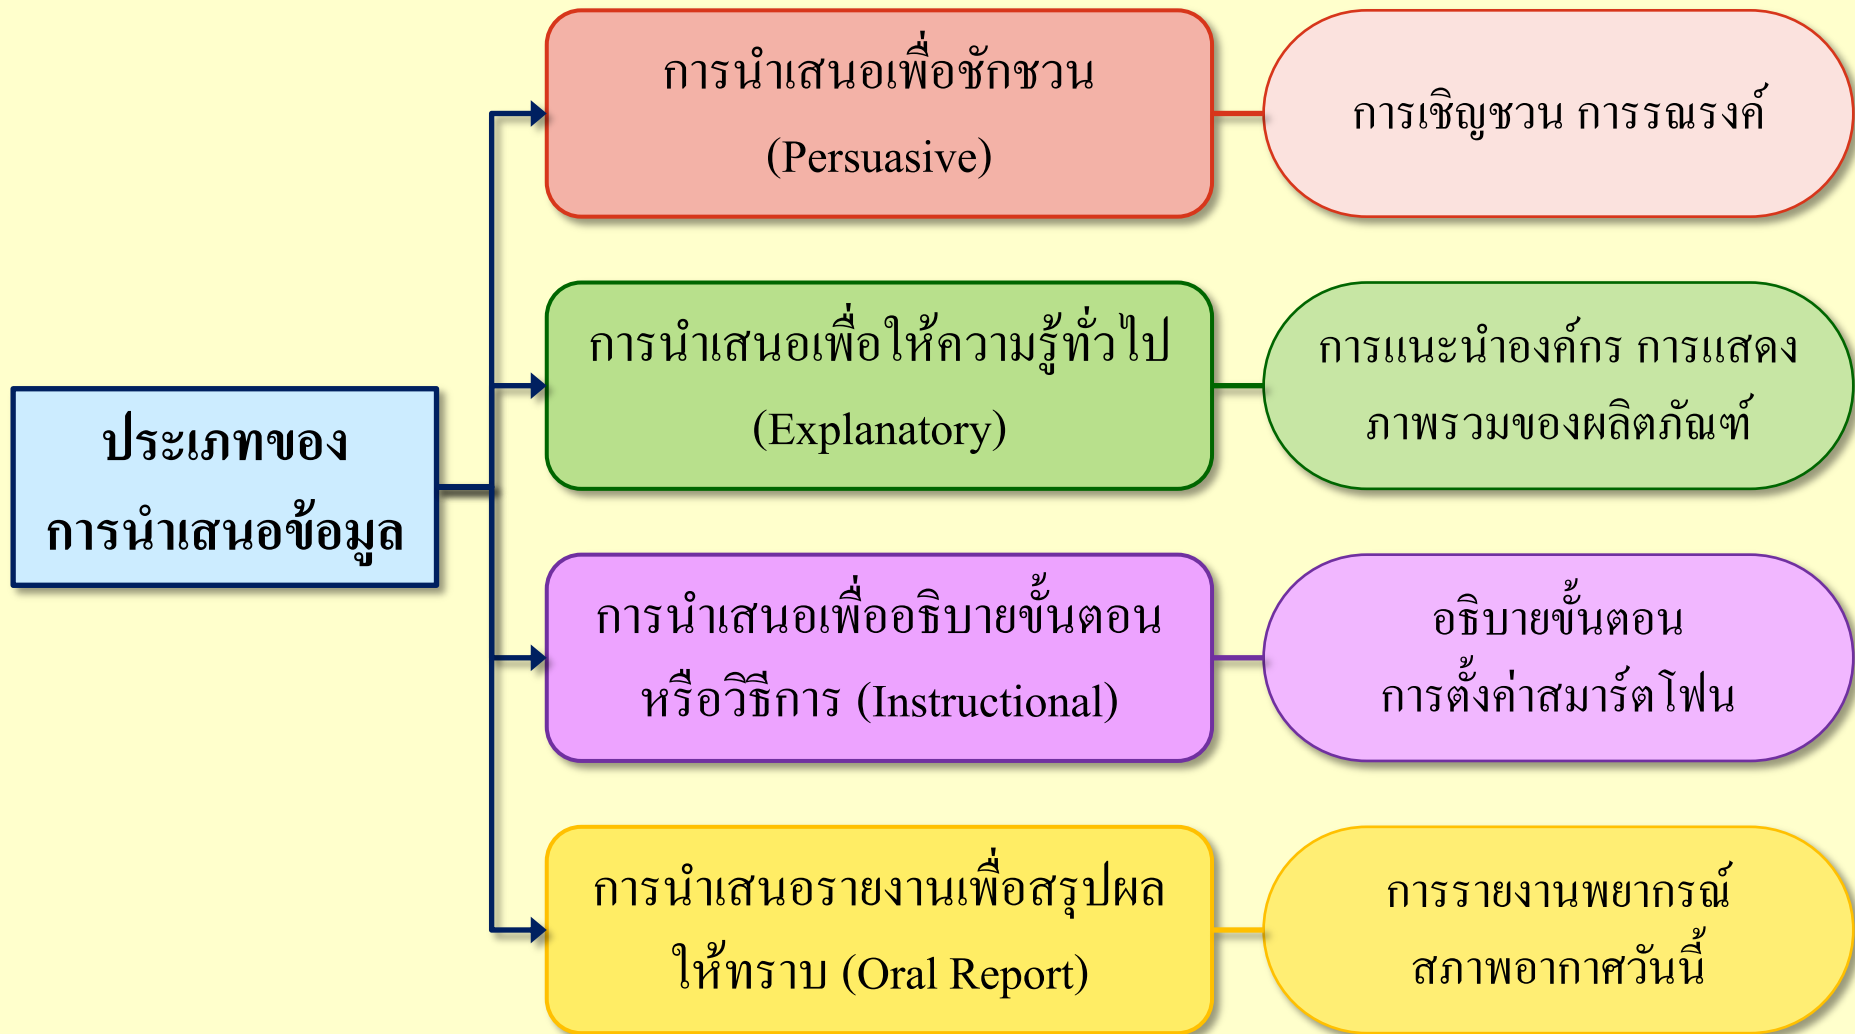 ประเภทของ
การนำเสนอข้อมูล
การนำเสนอเพื่อชักชวน
(Persuasive)
การเชิญชวน การรณรงค์
การนำเสนอเพื่อให้ความรู้ทั่วไป
(Explanatory)
การแนะนำองค์กร การแสดง
ภาพรวมของผลิตภัณฑ์
การนำเสนอเพื่ออธิบายขั้นตอน
หรือวิธีการ (Instructional)
อธิบายขั้นตอน
การตั้งค่าสมาร์ตโฟน
การนำเสนอรายงานเพื่อสรุปผล
ให้ทราบ (Oral Report)
การรายงานพยากรณ์
สภาพอากาศวันนี้